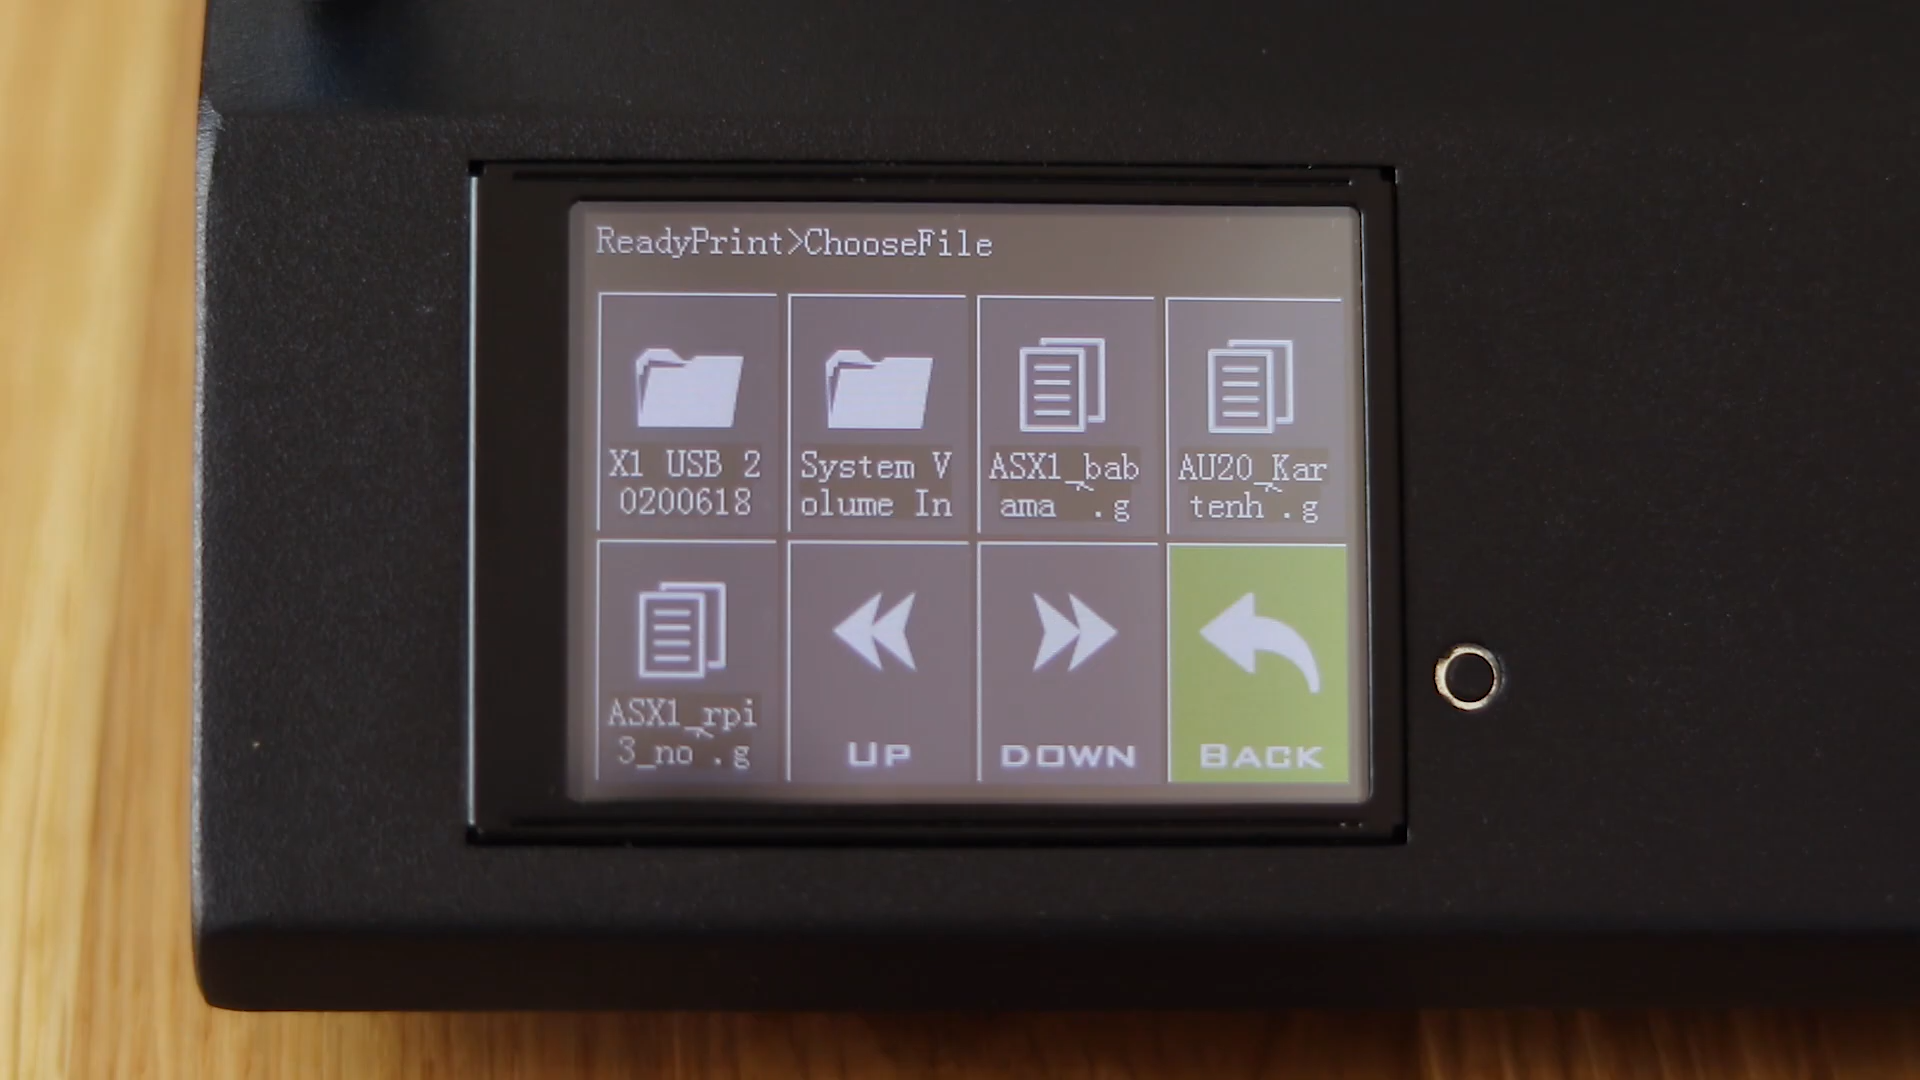 ReadyPrint>ChooseFile
X1 USB 2
0200618
System V
olume In
ASX1_bab
ama .g
AU20_Kar
tenh .g
ASX1_rpi
3_no .g
UP
DOWN
BACK